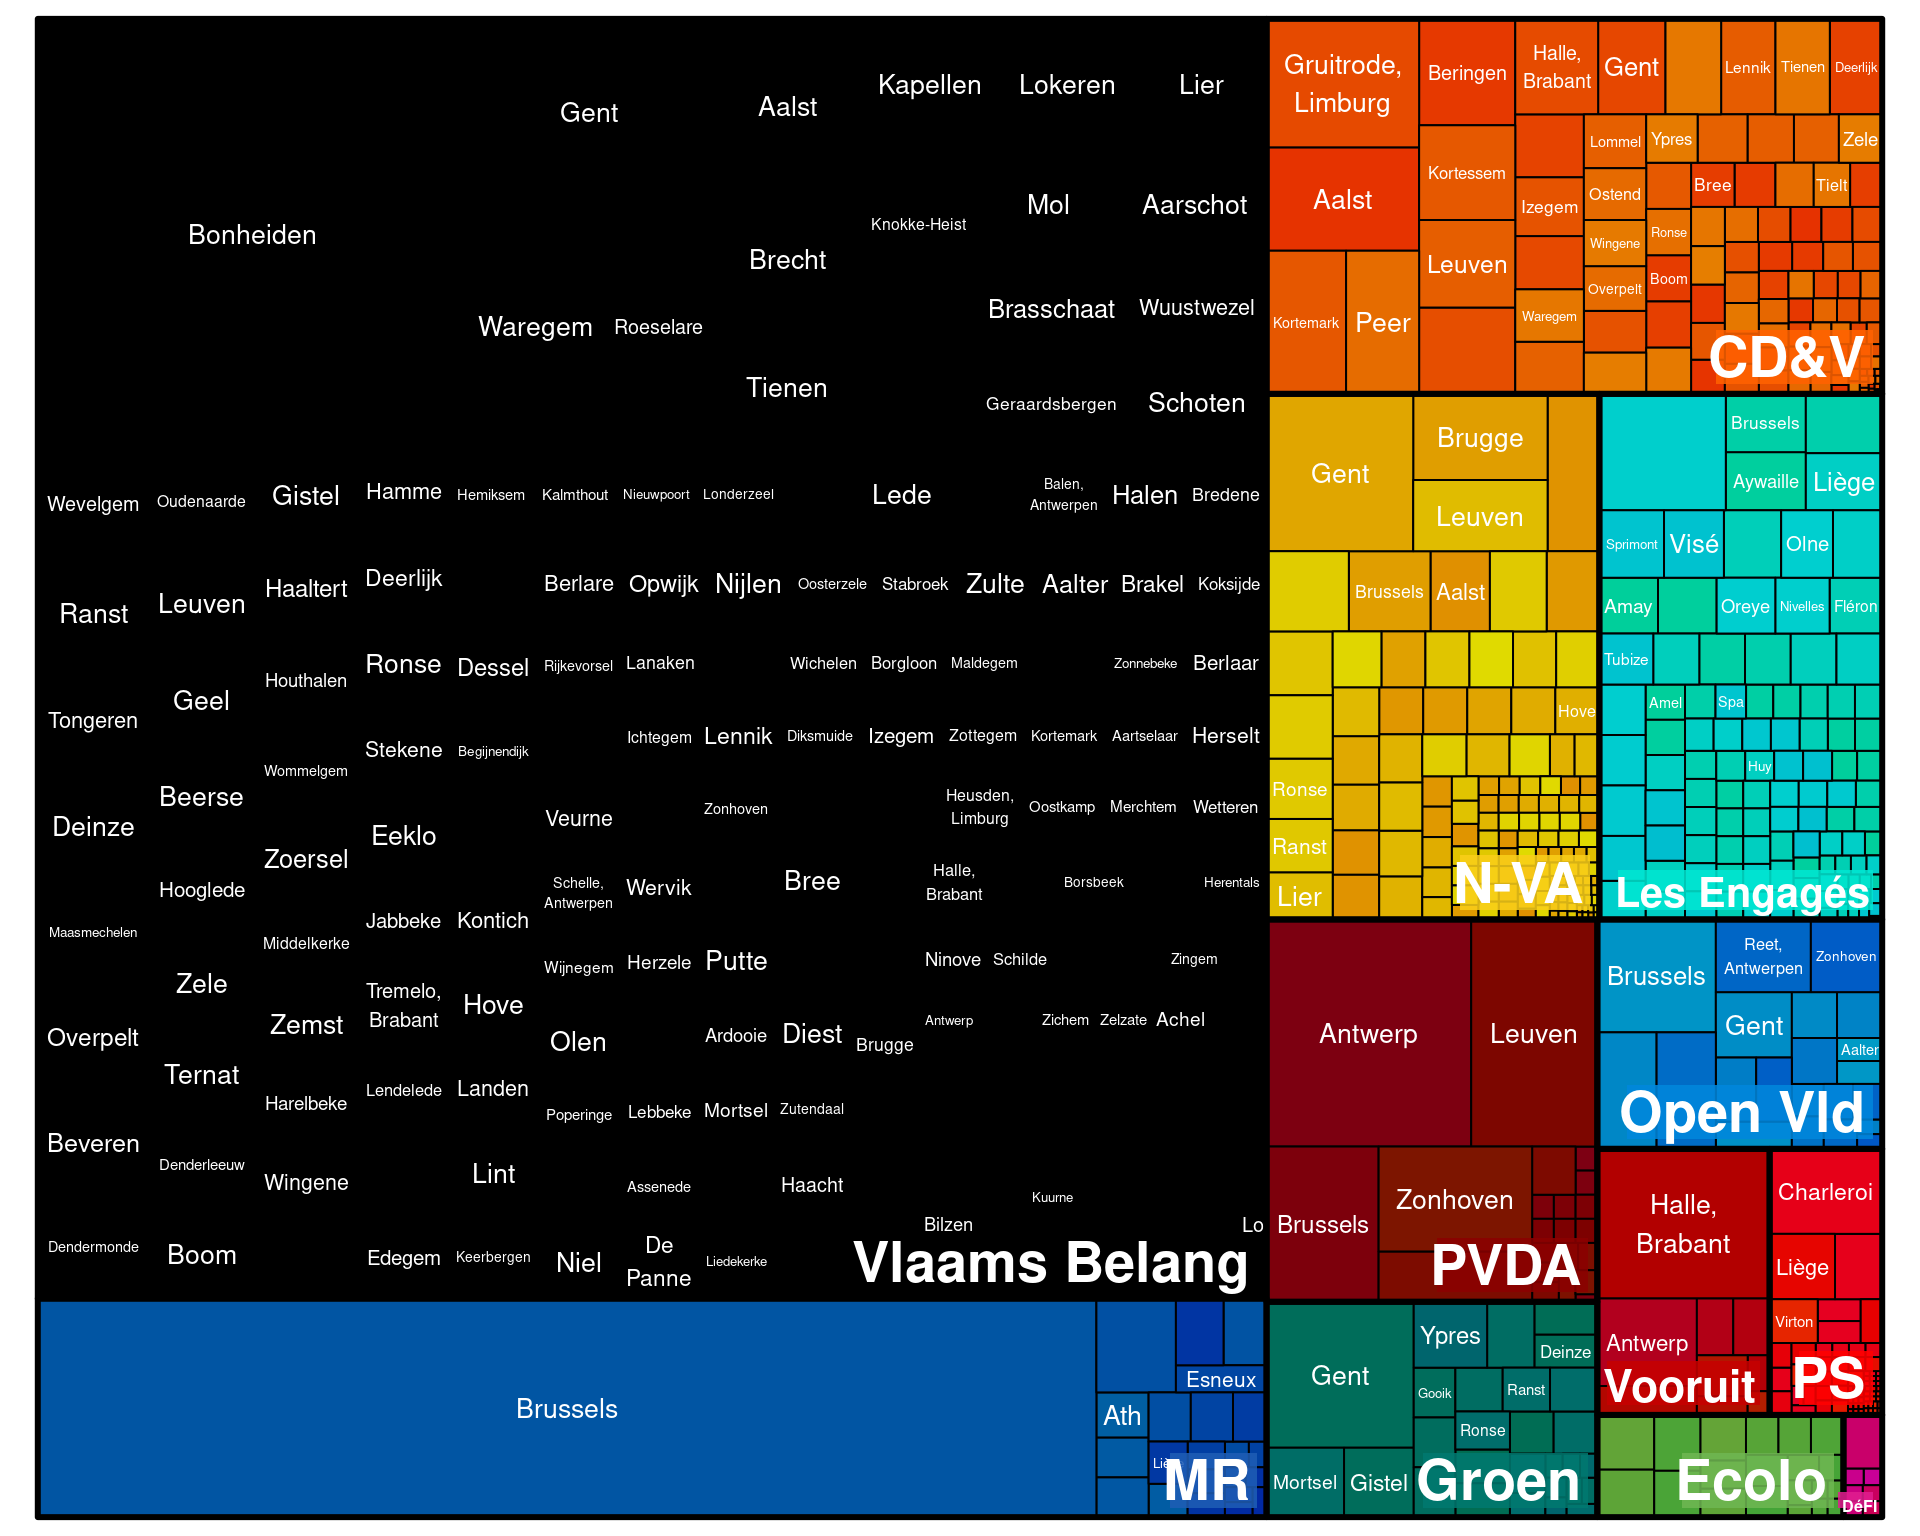 Bonheiden
Gent
Aalst
Kapellen
Lokeren
Lier
Knokke-Heist
Mol
Aarschot
Brecht
Waregem
Roeselare
Brasschaat
Wuustwezel
Tienen
Geraardsbergen
Schoten
Wevelgem
Oudenaarde
Gistel
Hamme
Hemiksem
Kalmthout
Nieuwpoort
Londerzeel
Lede
Balen,
Antwerpen
Halen
Bredene
Ranst
Leuven
Haaltert
Deerlijk
Berlare
Opwijk
Nijlen
Oosterzele
Stabroek
Zulte
Aalter
Brakel
Koksijde
Tongeren
Geel
Houthalen
Ronse
Dessel
Rijkevorsel
Lanaken
Wichelen
Borgloon
Maldegem
Zonnebeke
Berlaar
Wommelgem
Stekene
Begijnendijk
Ichtegem
Lennik
Diksmuide
Izegem
Zottegem
Kortemark
Aartselaar
Herselt
Deinze
Beerse
Zoersel
Eeklo
Veurne
Zonhoven
Heusden,
Limburg
Oostkamp
Merchtem
Wetteren
Hooglede
Jabbeke
Kontich
Schelle,
Antwerpen
Wervik
Bree
Halle,
Brabant
Borsbeek
Herentals
Maasmechelen
Zele
Middelkerke
Tremelo,
Brabant
Hove
Wijnegem
Herzele
Putte
Ninove
Schilde
Zingem
Overpelt
Ternat
Zemst
Olen
Ardooie
Diest
Brugge
Antwerp
Zichem
Zelzate
Achel
Beveren
Denderleeuw
Harelbeke
Lendelede
Landen
Poperinge
Lebbeke
Mortsel
Zutendaal
Dendermonde
Boom
Wingene
Edegem
Lint
Keerbergen
Niel
Assenede
De
Panne
Haacht
Liedekerke
Bilzen
Kuurne
Lo
Vlaams Belang
Gruitrode,
Limburg
Beringen
Halle,
Brabant
Gent
Lennik
Tienen
Deerlijk
Aalst
Kortessem
Lommel
Ypres
Zele
Izegem
Ostend
Bree
Tielt
Kortemark
Peer
Leuven
Wingene
Ronse
Waregem
Overpelt
Boom
CD&V
Gent
Brugge
Leuven
Brussels
Aalst
Hove
Ronse
Ranst
Lier
N-VA
Brussels
Aywaille
Liège
Sprimont
Visé
Olne
Amay
Oreye
Nivelles
Fléron
Tubize
Amel
Spa
Huy
Les Engagés
Antwerp
Leuven
Brussels
Zonhoven
PVDA
Brussels
Reet,
Antwerpen
Zonhoven
Gent
Aalter
Open Vld
Halle,
Brabant
Antwerp
Vooruit
Charleroi
Liège
Virton
PS
Brussels
Esneux
Ath
MR
Gent
Ypres
Deinze
Gooik
Ranst
Ronse
Mortsel
Gistel
Groen
Ecolo
DéFI